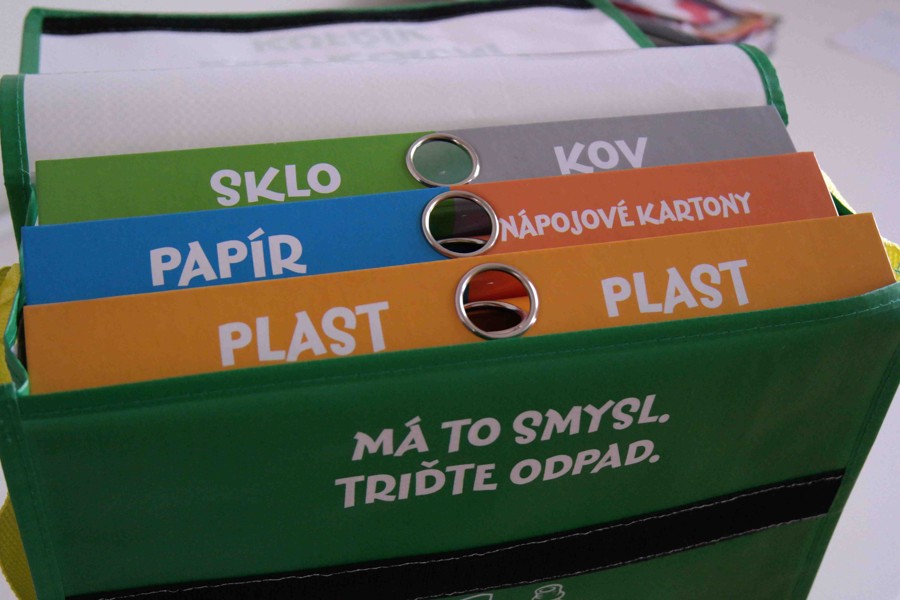 SKLO KOV
PAPÍR NÁPOJOVÉ KARTONY
PLAST PLAST
MÁ TO SMYSL.
TRIĎTE ODPAD.